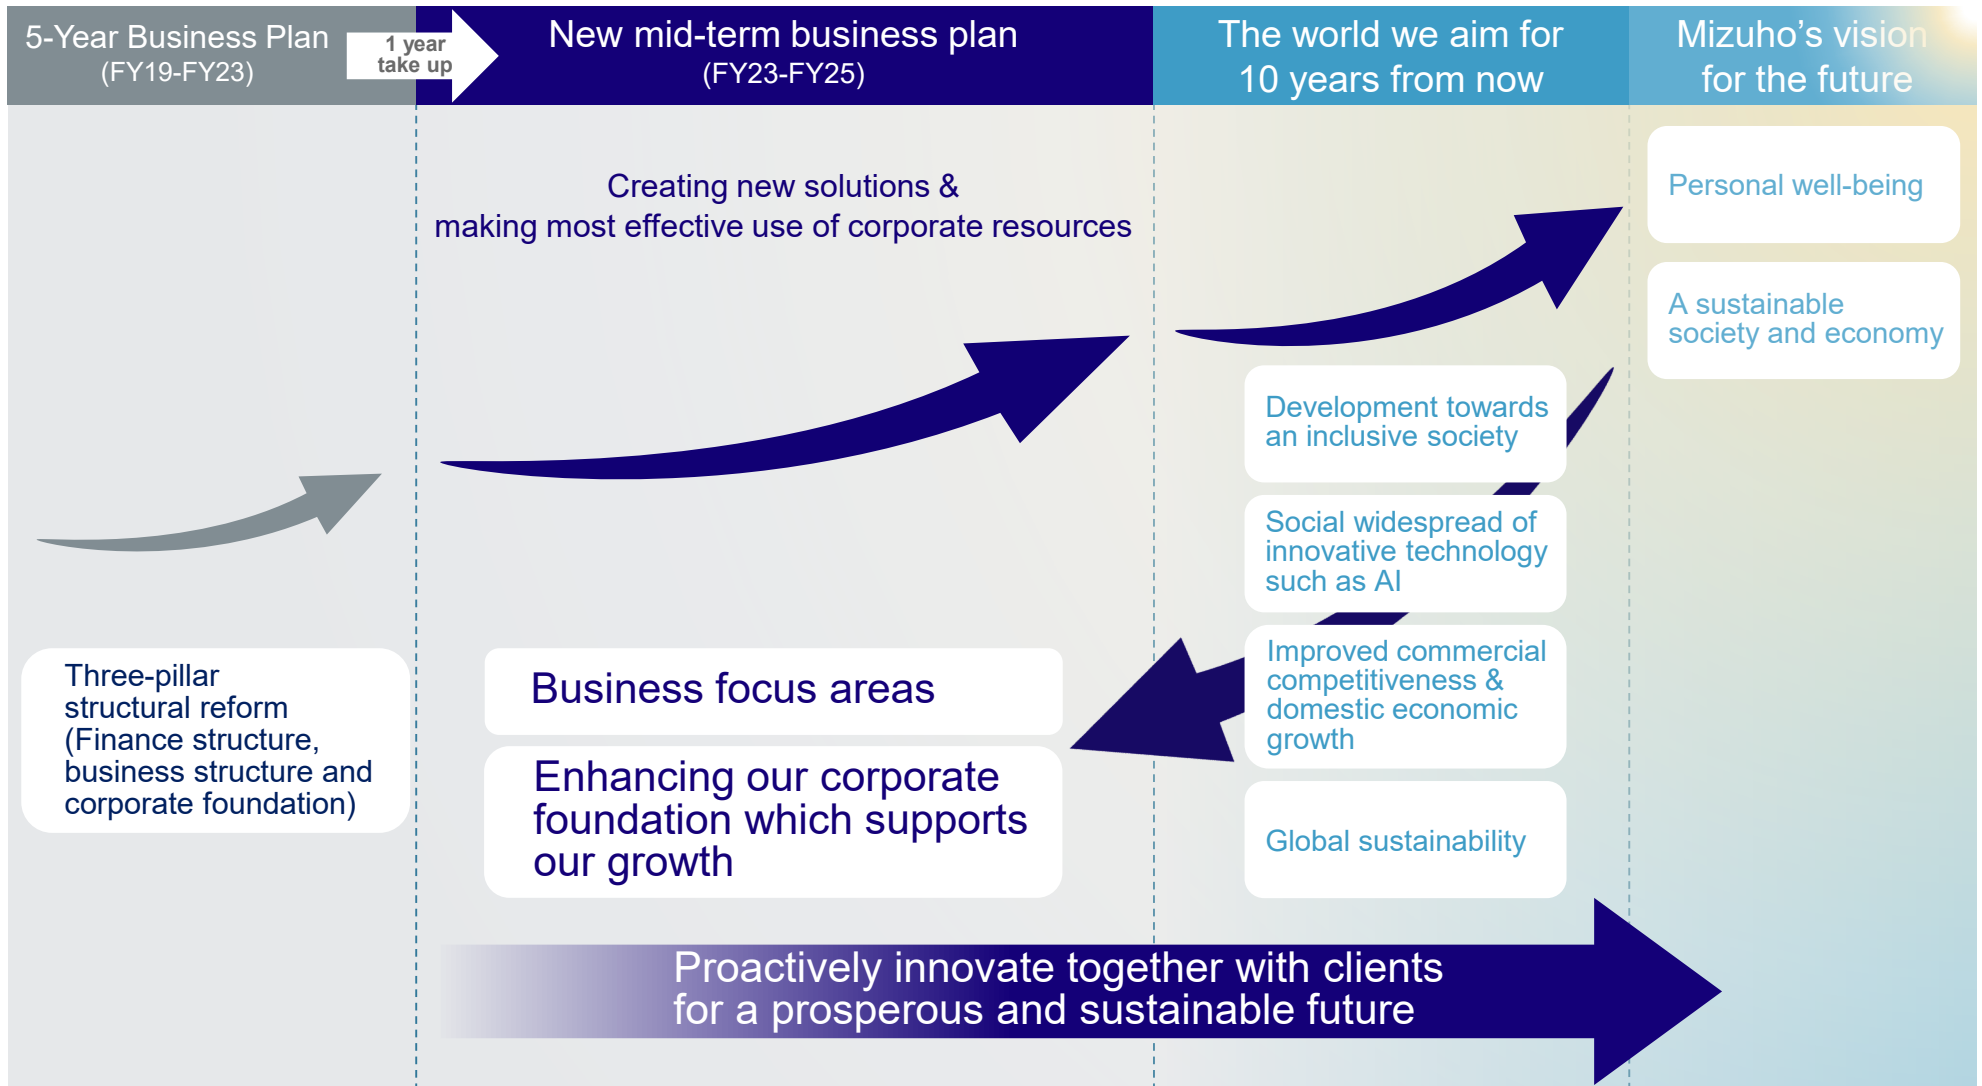 5-Year Business Plan
(FY19-FY23)
1 year
take up
New mid-term business plan
(FY23-FY25)
The world we aim for
10 years from now
Mizuho's vision
for the future
Creating new solutions &
making most effective use of corporate resources
Personal well-being
A sustainable
society and economy
Development towards
an inclusive society
Social widespread of
innovative technology
such as AI
Improved commercial
competitiveness &
domestic economic
growth
Global sustainability
Three-pillar
structural reform
(Finance structure,
business structure and
corporate foundation)
Business focus areas
Enhancing our corporate
foundation which supports
our growth
Proactively innovate together with clients
for a prosperous and sustainable future